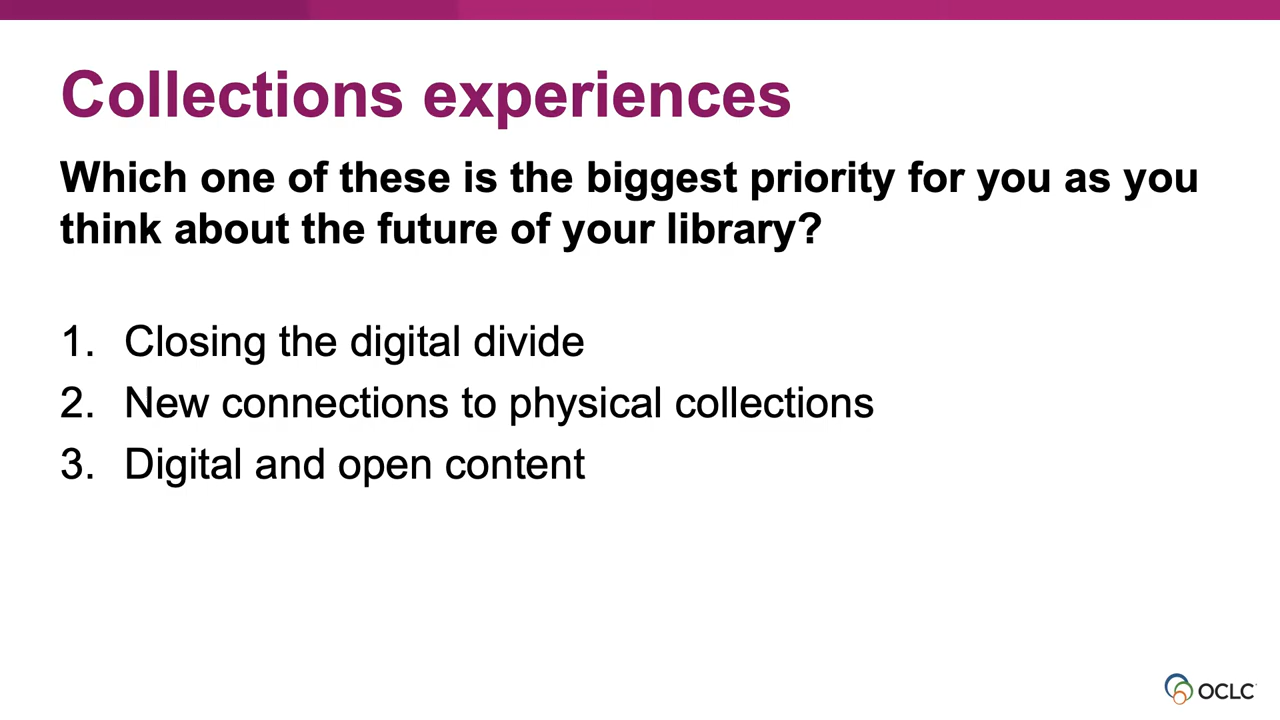 Collections experiences
Which one of these is the biggest priority for you as you
think about the future of your library?
1. Closing the digital divide
2. New connections to physical collections
3. Digital and open content
OCLC